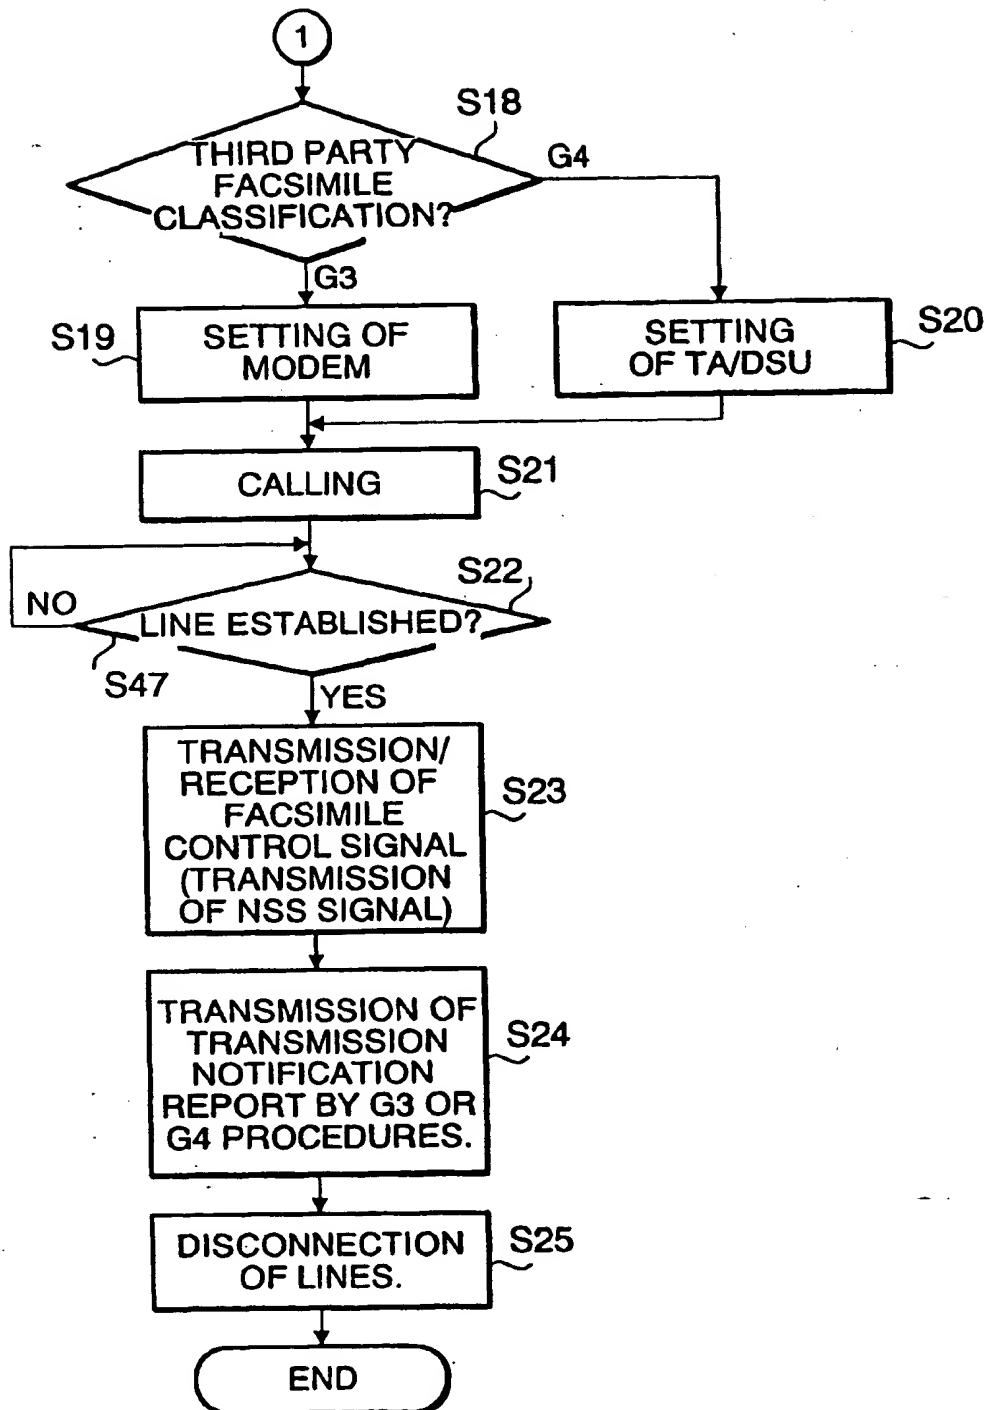 1
S18
THIRD PARTY
FACSIMILE
CLASSIFICATION?
G4
G3
S19
SETTING OF
MODEM
SETTING
OF TA/DSU
S20
CALLING
S21
S22
NO
LINE ESTABLISHED?
S47
YES
TRANSMISSION/
RECEPTION OF
FACSIMILE
CONTROL SIGNAL
(TRANSMISSION
OF NSS SIGNAL)
S23
TRANSMISSION OF
TRANSMISSION
NOTIFICATION
REPORT BY G3 OR
G4 PROCEDURES.
S24
DISCONNECTION
OF LINES.
S25
END